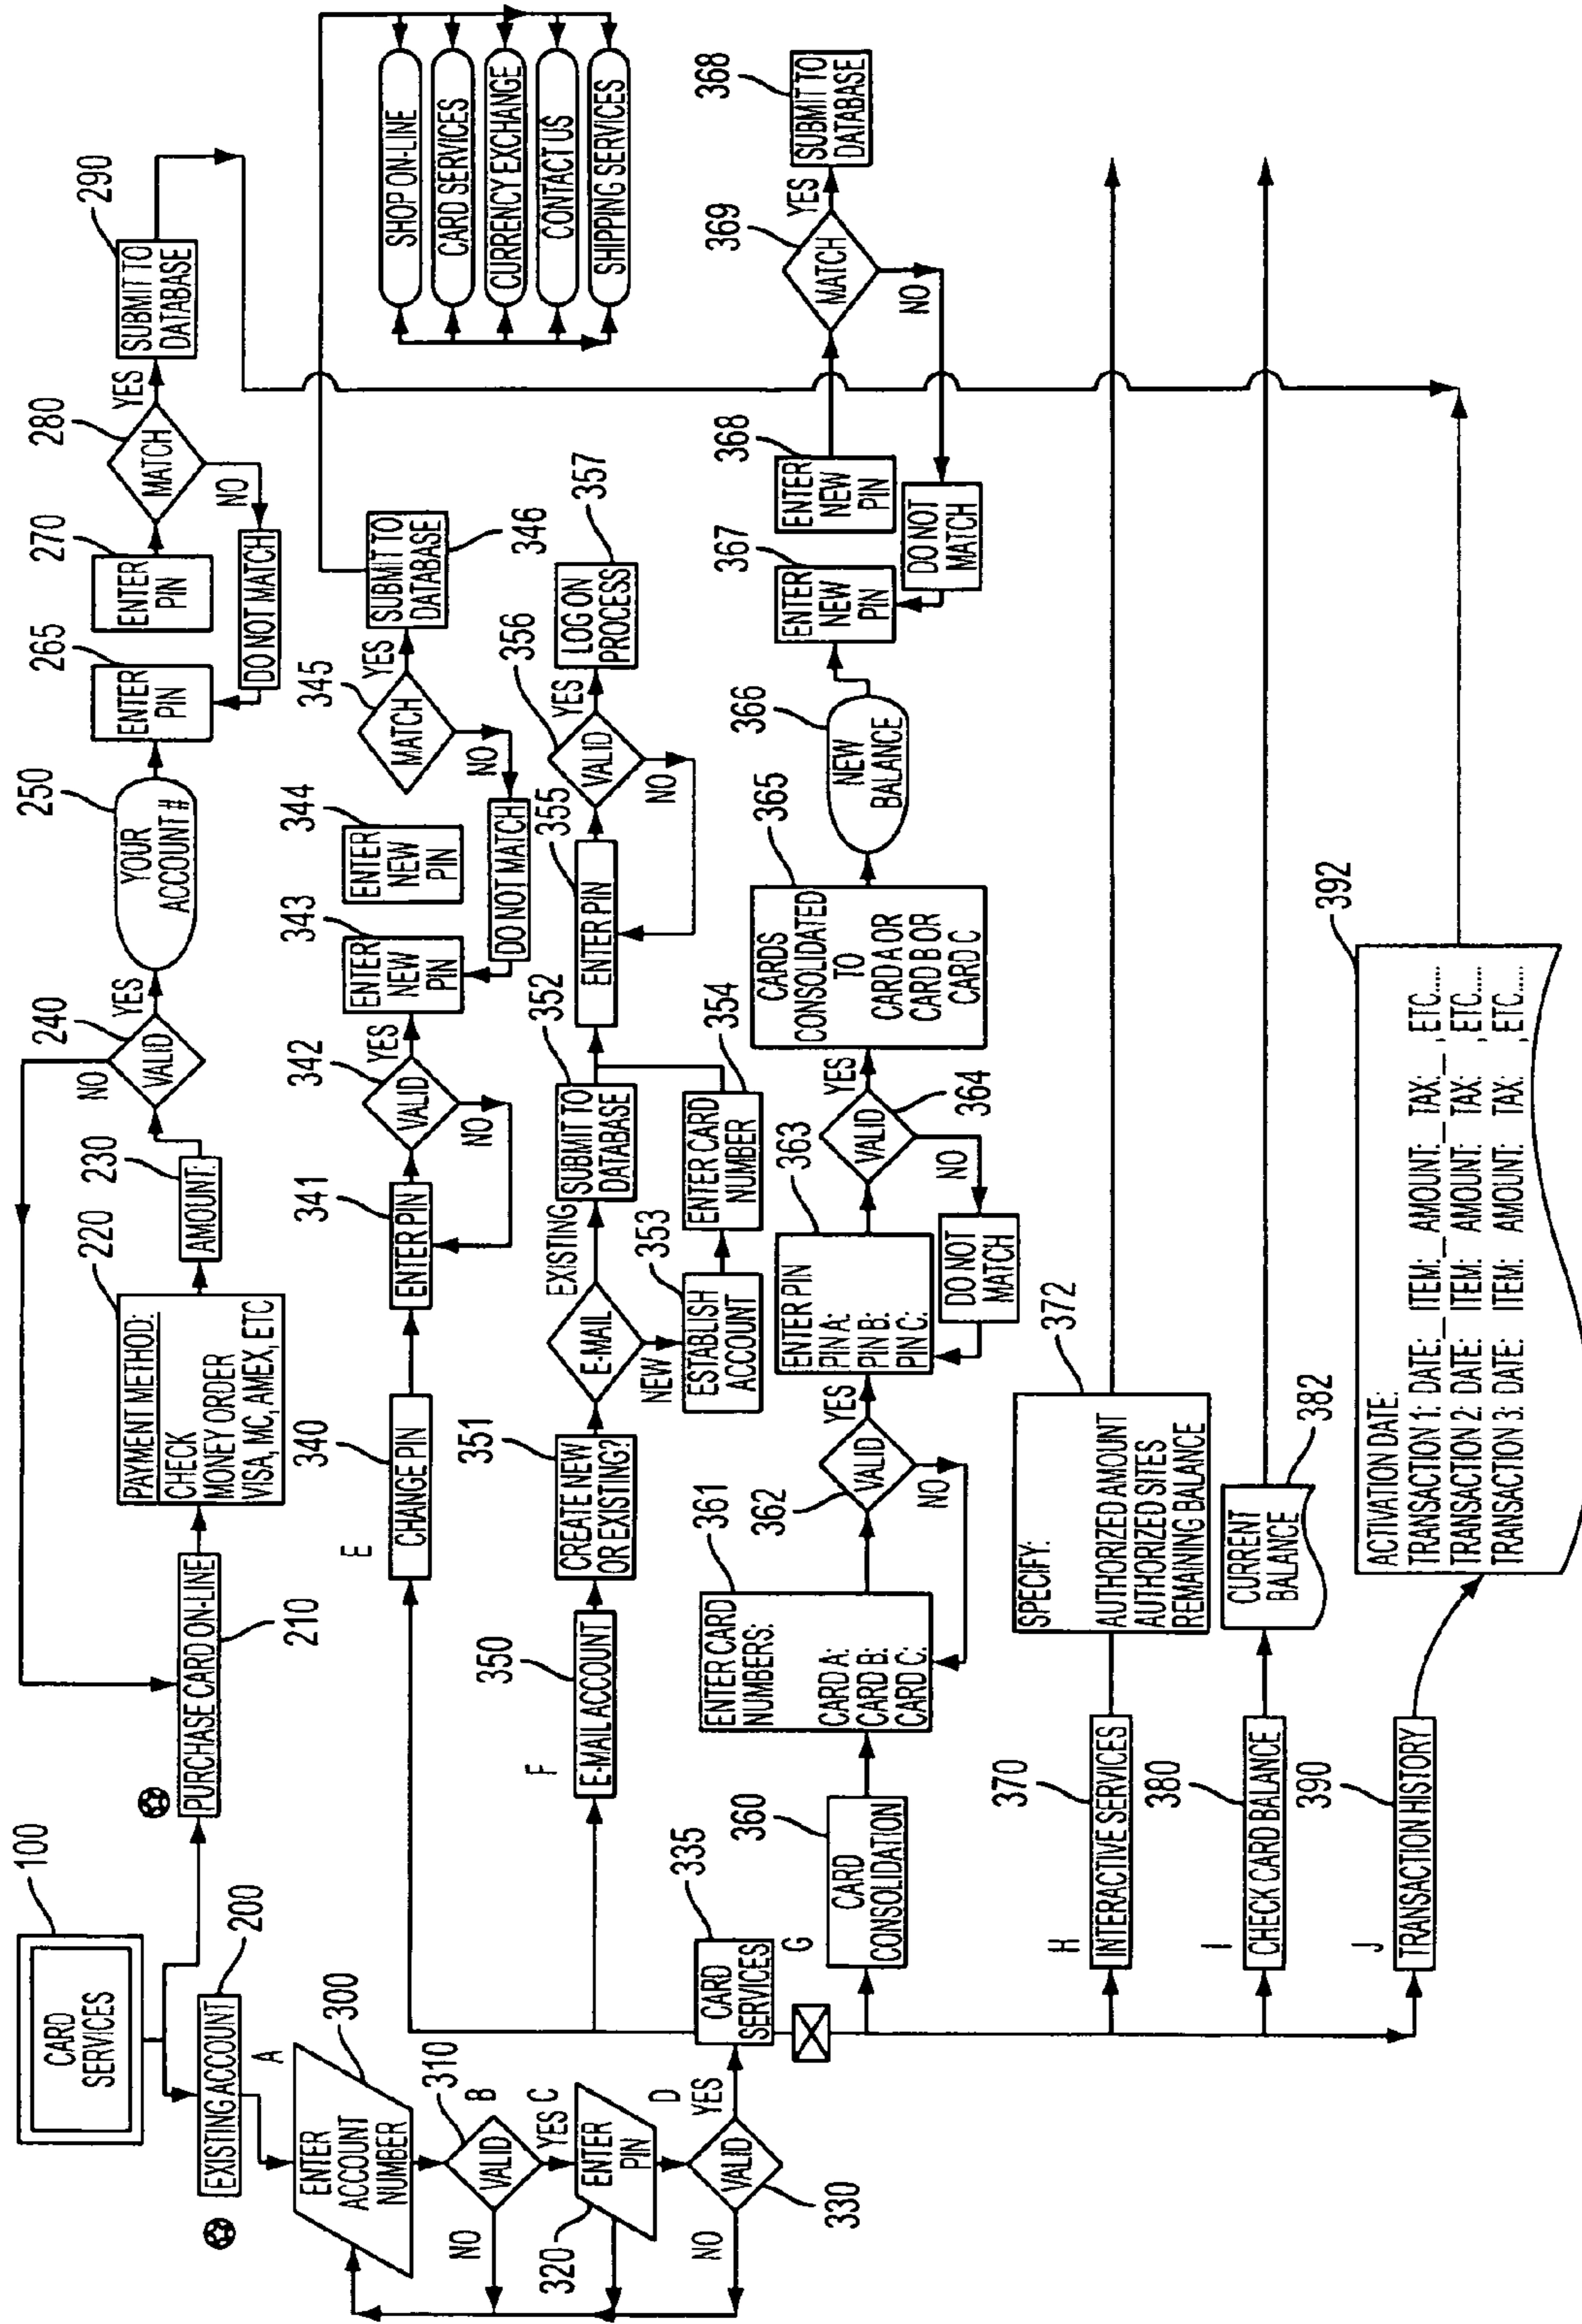 100
CARD
SERVICES
200
EXISTING ACCOUNT
PURCHASE CARD ON-LINE
210
220
PAYMENT METHOD:
CHECK
MONEY ORDER
VISA, MC, AMEX, ETC
230
AMOUNT:
240
VALID
NO
YES
250
YOUR
ACCOUNT #
265
ENTER
PIN
270
ENTER
PIN
DO NOT MATCH
280
MATCH
NO
YES
290
SUBMIT TO
DATABASE
A
300
ENTER
ACCOUNT
NUMBER
310
B
VALID
NO
YES
C
320
ENTER
PIN
D
VALID
330
NO
YES
335
CARD
SERVICES
E
340
CHANGE PIN
341
ENTER PIN
342
VALID
YES
NO
343
ENTER
NEW
PIN
344
ENTER
NEW
PIN
DO NOT MATCH
345
MATCH
NO
YES
SUBMIT TO
DATABASE
346
SHOP ON-LINE
CARD SERVICES
CURRENCY EXCHANGE
CONTACT US
SHIPPING SERVICES
F
350
E-MAIL ACCOUNT
351
CREATE NEW
OR EXISTING?
E-MAIL
EXISTING
NEW
352
SUBMIT TO
DATABASE
353
ESTABLISH
ACCOUNT
354
ENTER CARD
NUMBER
355
ENTER PIN
356
VALID
YES
NO
357
LOG ON
PROCESS
G
360
CARD
CONSOLIDATION
361
ENTER CARD
NUMBERS:
CARD A:
CARD B:
CARD C:
362
VALID
YES
NO
363
ENTER PIN
PIN A:
PIN B:
PIN C:
364
VALID
YES
NO
DO NOT
MATCH
365
CARDS
CONSOLIDATED
TO
CARD A OR
CARD B OR
CARD C
366
NEW
BALANCE
367
ENTER
NEW
PIN
368
ENTER
NEW
PIN
DO NOT
MATCH
369
MATCH
NO
YES
368
SUBMIT TO
DATABASE
H
370
INTERACTIVE SERVICES
372
SPECIFY:
AUTHORIZED AMOUNT
AUTHORIZED SITES
REMAINING BALANCE
I
380
CHECK CARD BALANCE
CURRENT
BALANCE
382
J
390
TRANSACTION HISTORY
392
ACTIVATION DATE:
TRANSACTION 1: DATE:_ ITEM:_ AMOUNT:_ TAX:_, ETC.....
TRANSACTION 2: DATE:_ ITEM:_ AMOUNT:_ TAX:_, ETC.....
TRANSACTION 3: DATE: ITEM: AMOUNT: TAX: , ETC.....